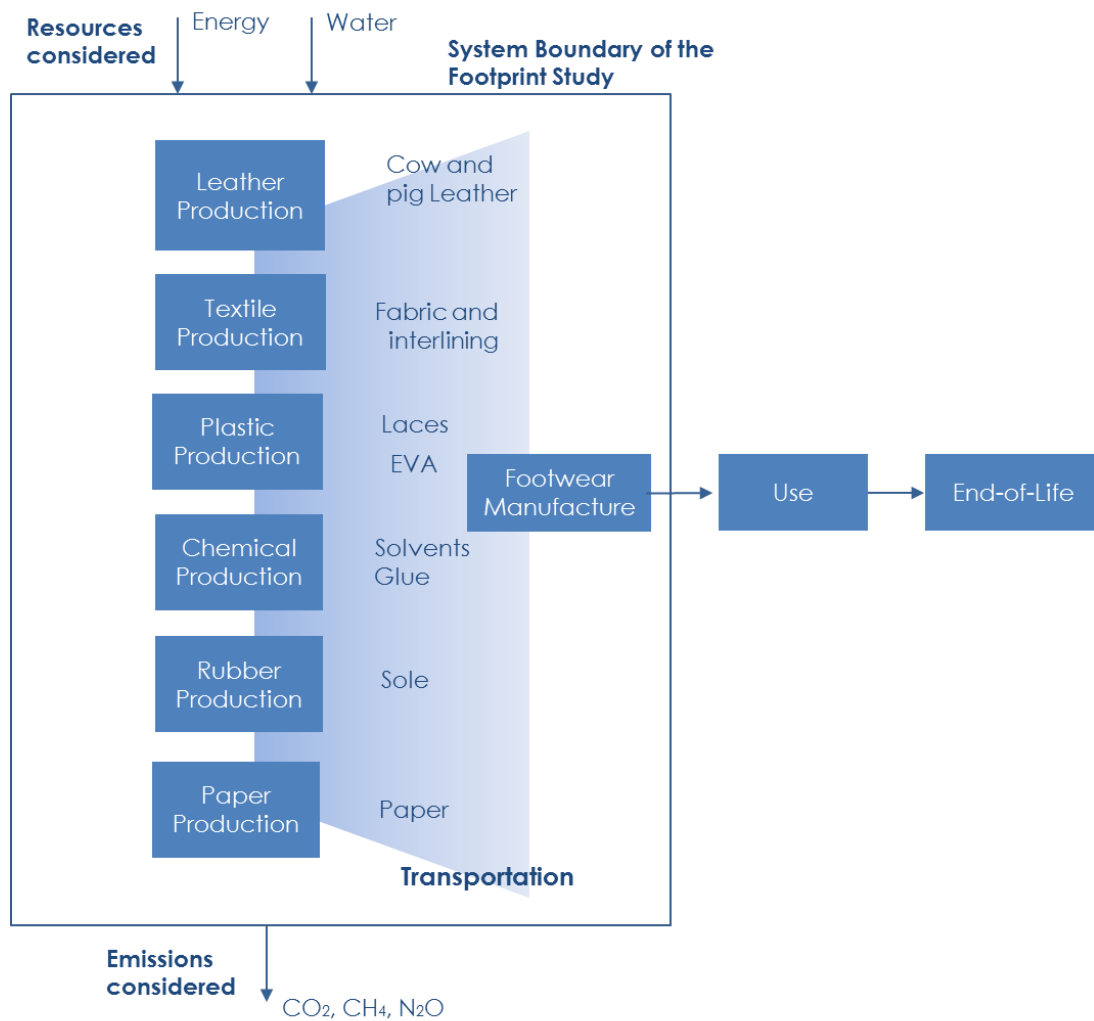 Resources
considered
Energy
Water
System Boundary of the
Footprint Study
Leather
Production
Cow and
pig Leather
Textile
Production
Fabric and
interlining
Plastic
Production
Laces
EVA
Footwear
Manufacture
Use
End-of-Life
Chemical
Production
Solvents
Glue
Rubber
Production
Sole
Paper
Production
Paper
Transportation
Emissions
considered
CO₂, CH₄, N₂O